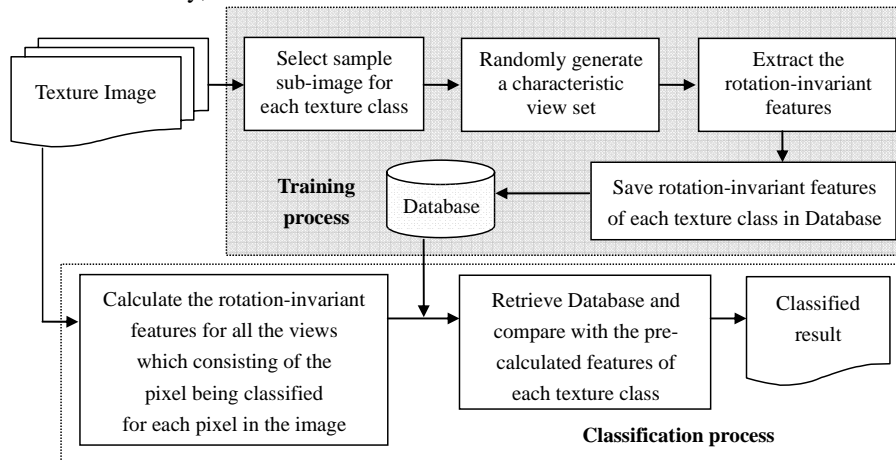 Texture Image
Select sample
sub-image for
each texture class
Randomly generate
a characteristic
view set
Extract the
rotation-invariant
features
Training
process
Database
Save rotation-invariant features
of each texture class in Database
Calculate the rotation-invariant
features for all the views
which consisting of the
pixel being classified
for each pixel in the image
Retrieve Database and
compare with the pre-
calculated features of
each texture class
Classified
result
Classification process